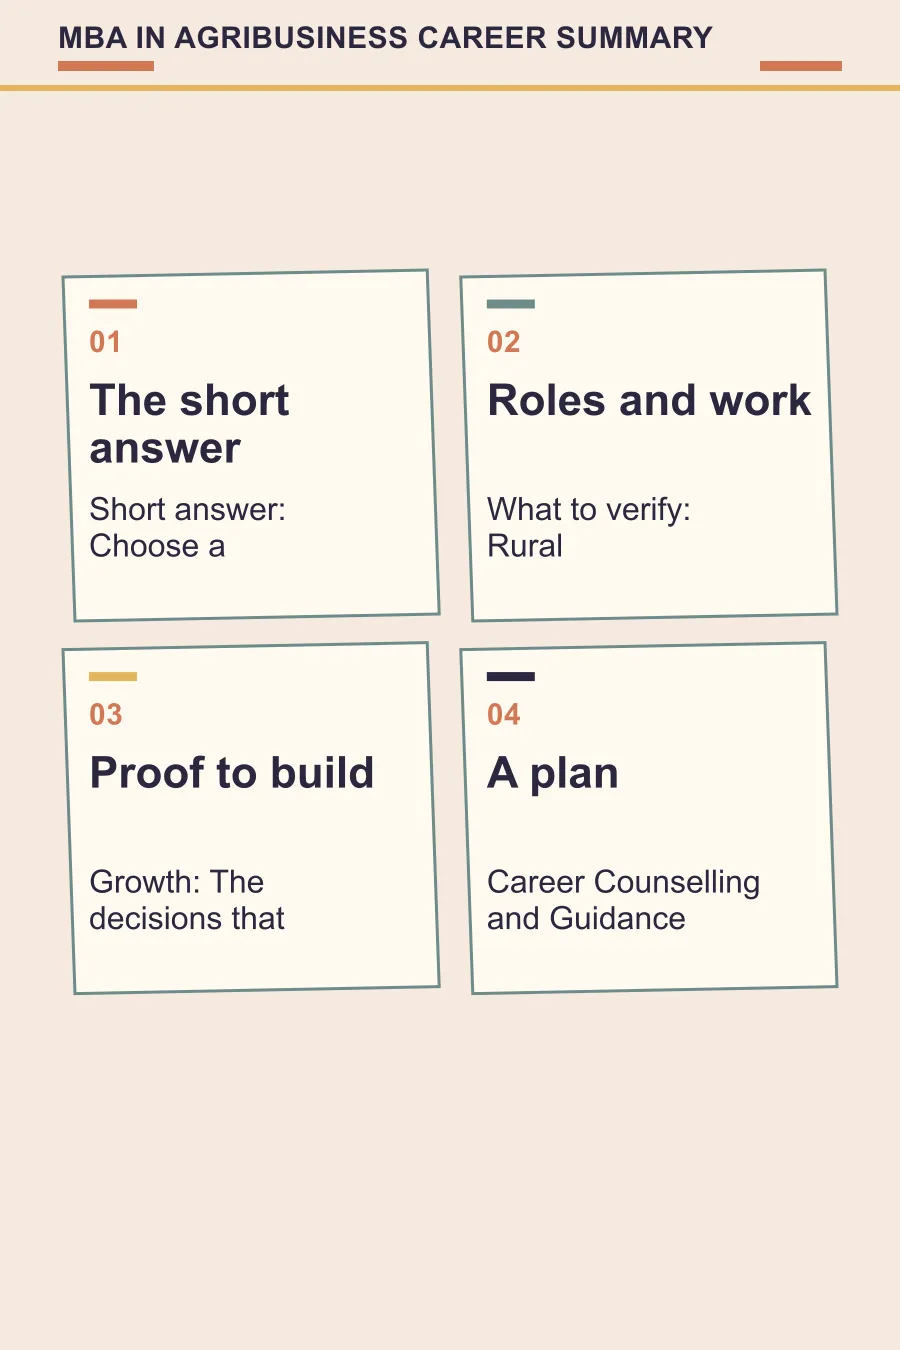 MBA IN AGRIBUSINESS CAREER SUMMARY
01
The short
answer
Short answer:
Choose a
02
Roles and work
What to verify:
Rural
03
Proof to build
Growth: The
decisions that
04
A plan
Career Counselling
and Guidance